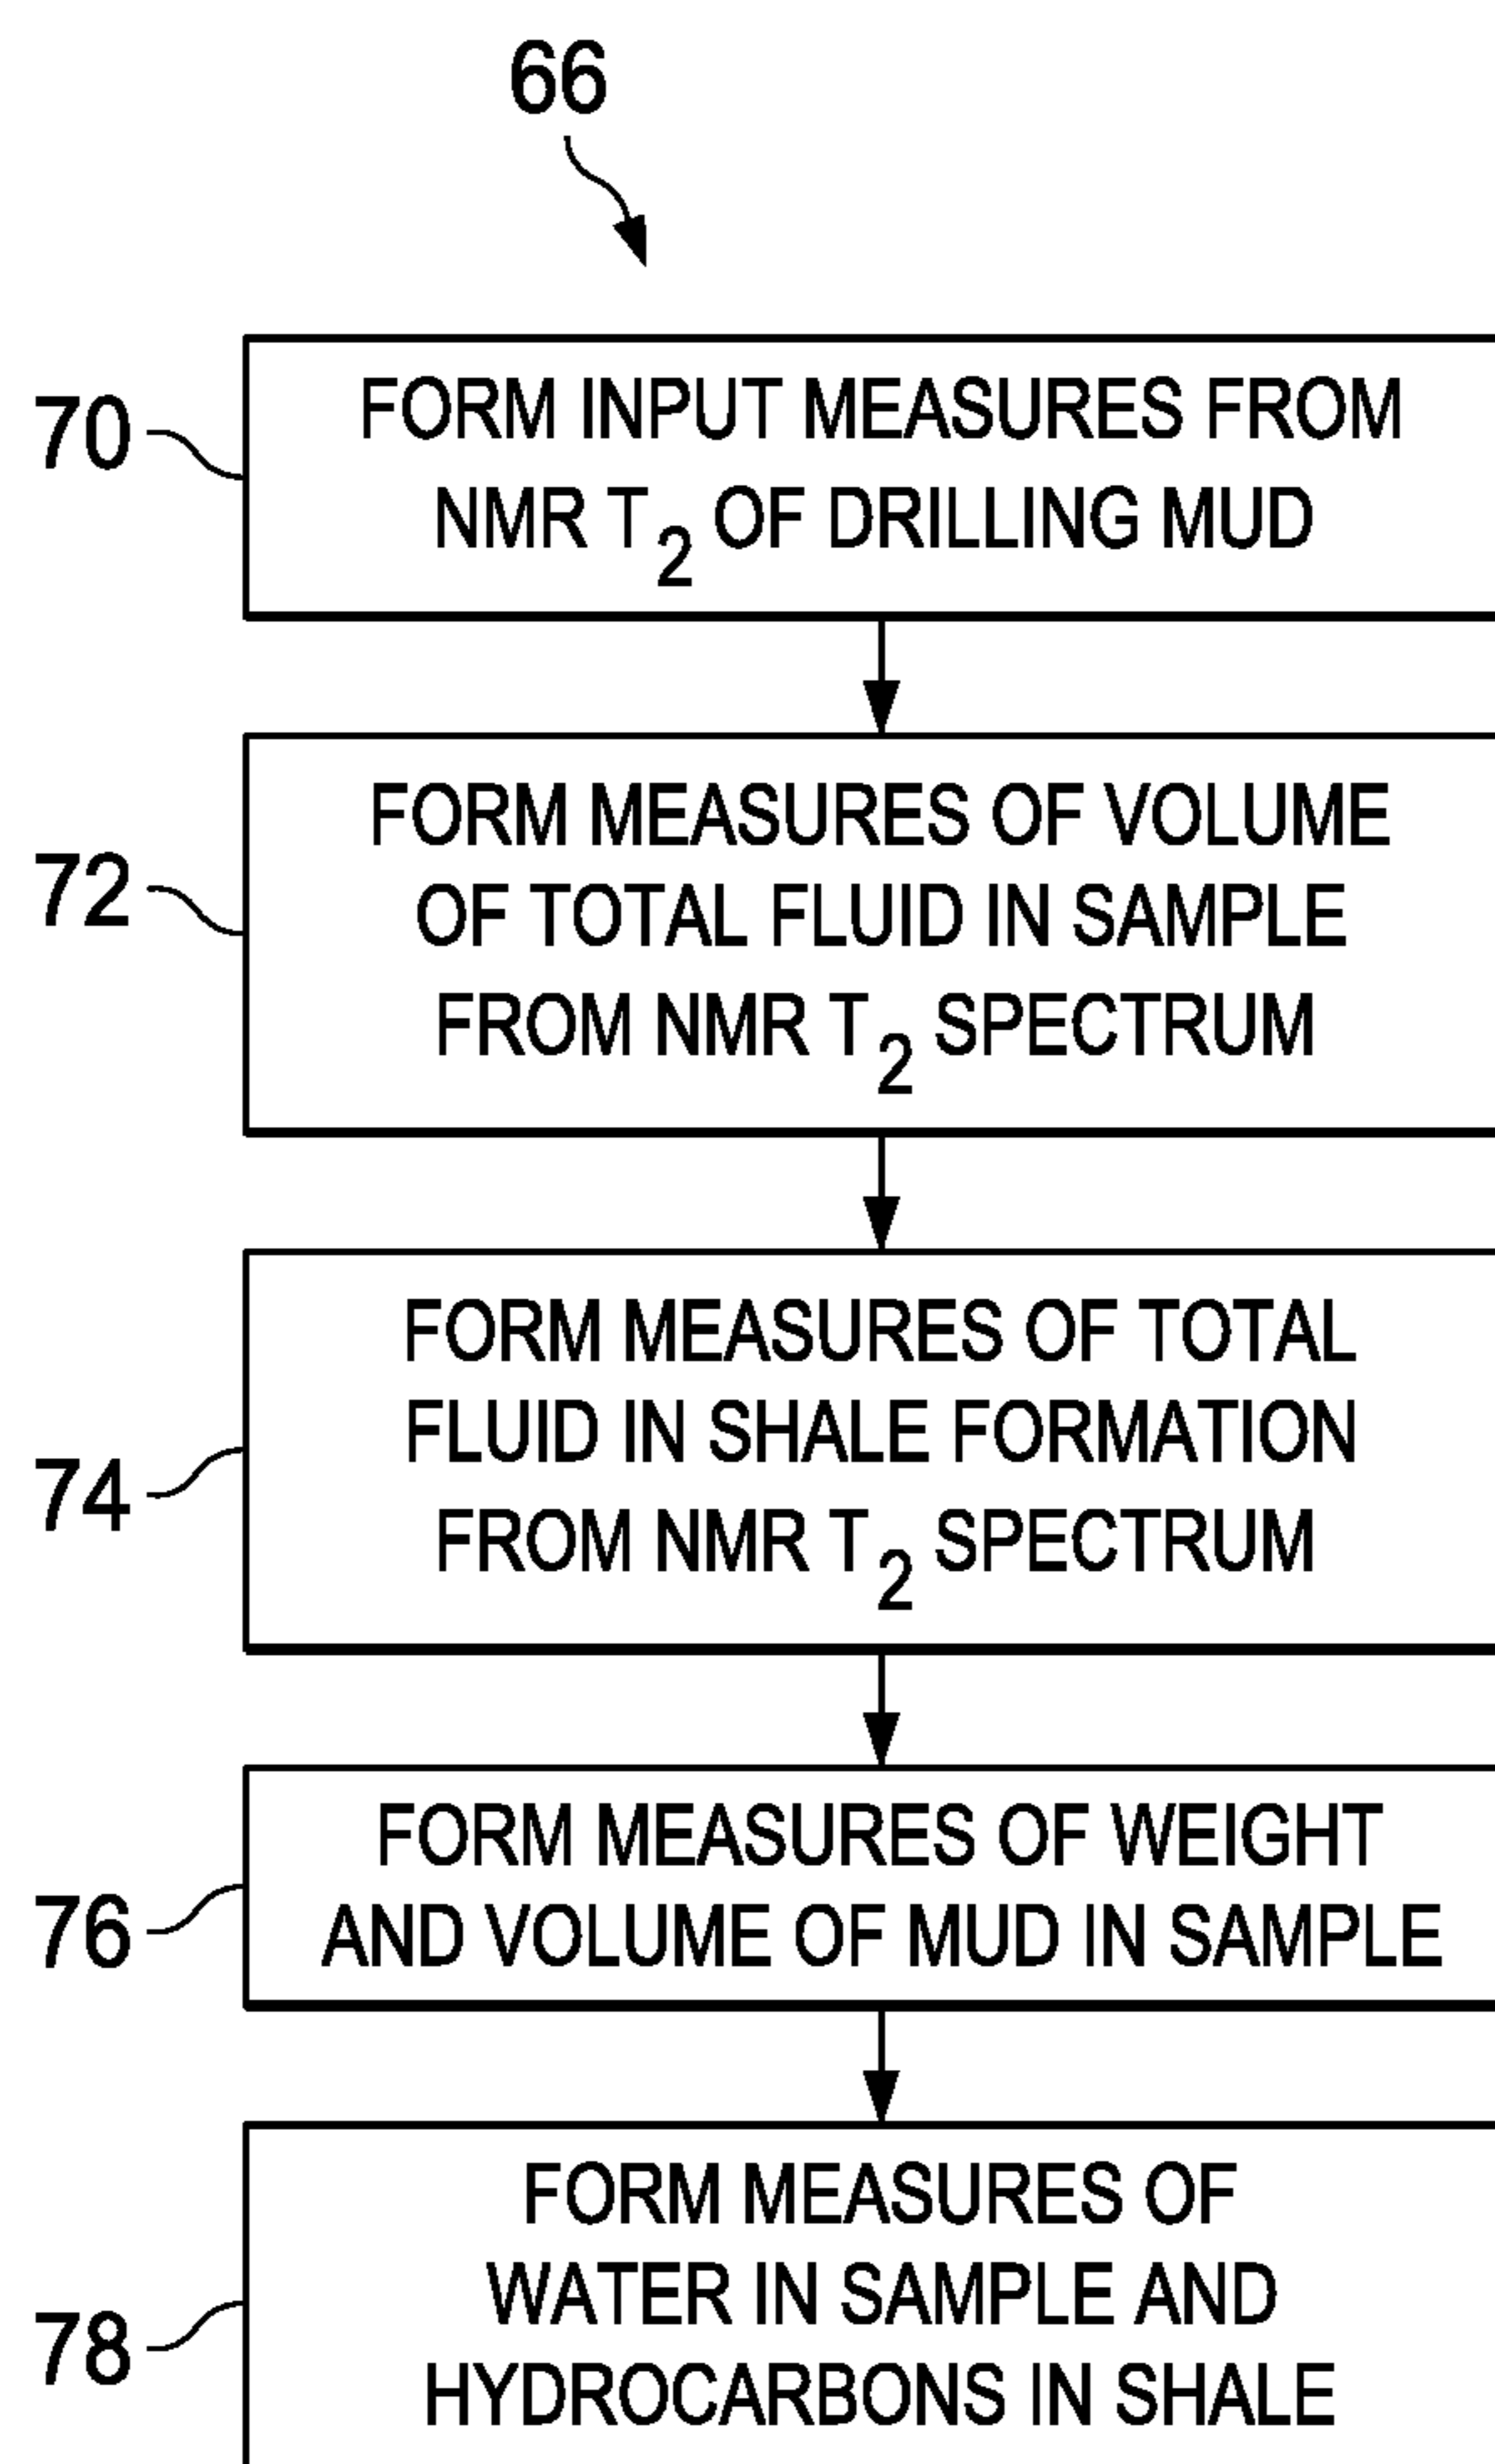 66
70
FORM INPUT MEASURES FROM
NMR T2 OF DRILLING MUD
72
FORM MEASURES OF VOLUME
OF TOTAL FLUID IN SAMPLE
FROM NMR T2 SPECTRUM
74
FORM MEASURES OF TOTAL
FLUID IN SHALE FORMATION
FROM NMR T2 SPECTRUM
76
FORM MEASURES OF WEIGHT
AND VOLUME OF MUD IN SAMPLE
78
FORM MEASURES OF
WATER IN SAMPLE AND
HYDROCARBONS IN SHALE